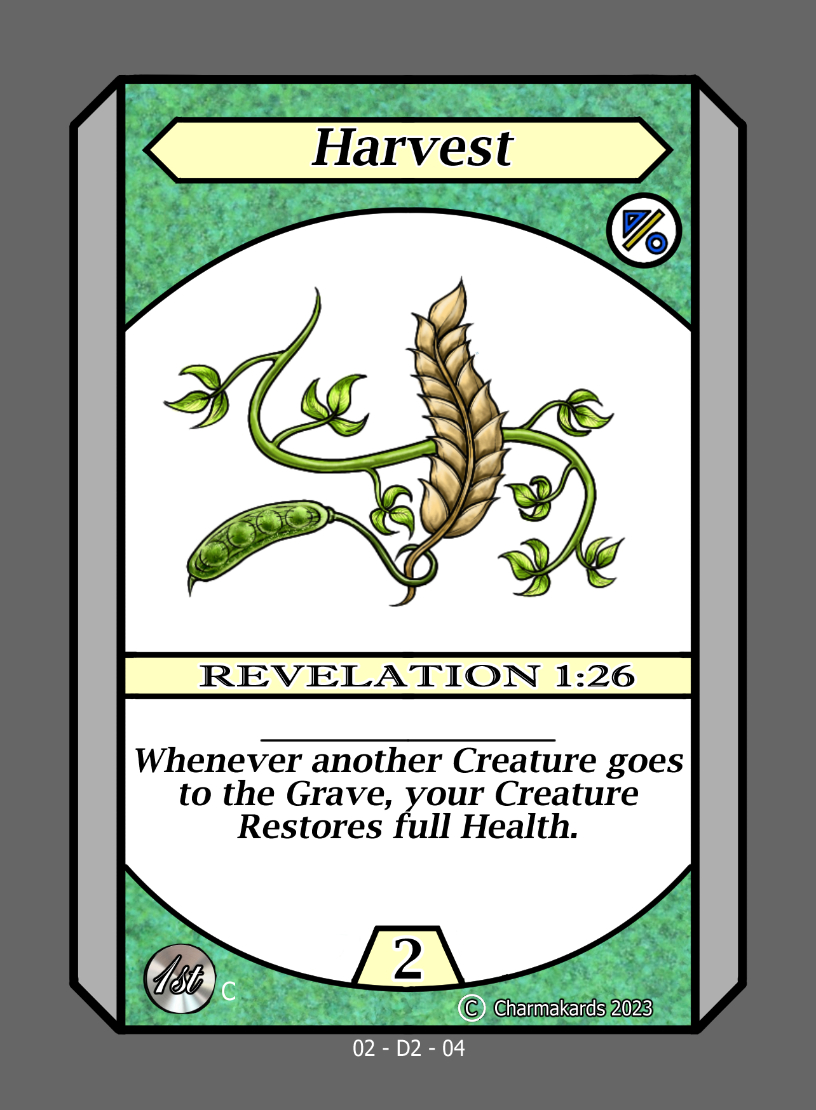 Harvest
REVELATION 1:26
Whenever another Creature goes
to the Grave, your Creature
Restores full Health.
2
1st
C
© Charmakards 2023
02 - D2 - 04